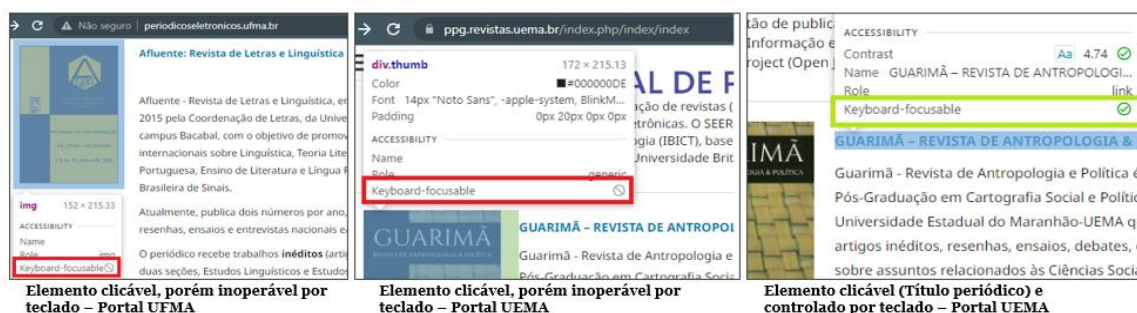 → C Não seguro | periodicoseletronicos.ufma.br
Afluente: Revista de Letras e Linguística
Afluente - Revista de Letras e Linguística, er
2015 pela Coordenação de Letras, da Unive
campus Bacabal, com o objetivo de promov
internacionais sobre Linguística, Teoria Lite
Portuguesa, Ensino de Literatura e Língua P
Brasileira de Sinais.
Atualmente, publica dois números por ano,
resenhas, ensaios e entrevistas nacionais e
O periódico recebe trabalhos inéditos (arti
duas seções, Estudos Linguísticos e Estudos
img 152 × 215.33
ACCESSIBILITY
Name
Role img
Keyboard-focusable
Elemento clicável, porém inoperável por
teclado – Portal UFMA
→ C ppg.revistas.uema.br/index.php/index/index
div.thumb 172 × 215.13
Color #000000DE
Font 14px "Noto Sans", -apple-system, BlinkM...
Padding 0px 20px 0px 0px
ACCESSIBILITY
Name
Role generic
Keyboard-focusable
AL DE P
ação de revistas (
etrônicas. O SEER
ogia (IBICT), base
Universidade Brit
GUARIMÃ
GUARIMÃ – REVISTA DE ANTROPOL
Guarimã - Revista de Antropologia e
Pós-Graduação em Cartografia Socia
Elemento clicável, porém inoperável por
teclado – Portal UEMA
tão de public
Informação e
roject (Open J
ACCESSIBILITY
Contrast Aa 4.74
Name GUARIMÃ – REVISTA DE ANTROPOLOGI...
Role link
Keyboard-focusable
IMÃ
GUARIMÃ – REVISTA DE ANTROPOLOGIA &
Guarimã - Revista de Antropologia e Política é
Pós-Graduação em Cartografia Social e Polític
Universidade Estadual do Maranhão-UEMA q
artigos inéditos, resenhas, ensaios, debates,
sobre assuntos relacionados às Ciências Soci
Elemento clicável (Título periódico) e
controlado por teclado – Portal UEMA